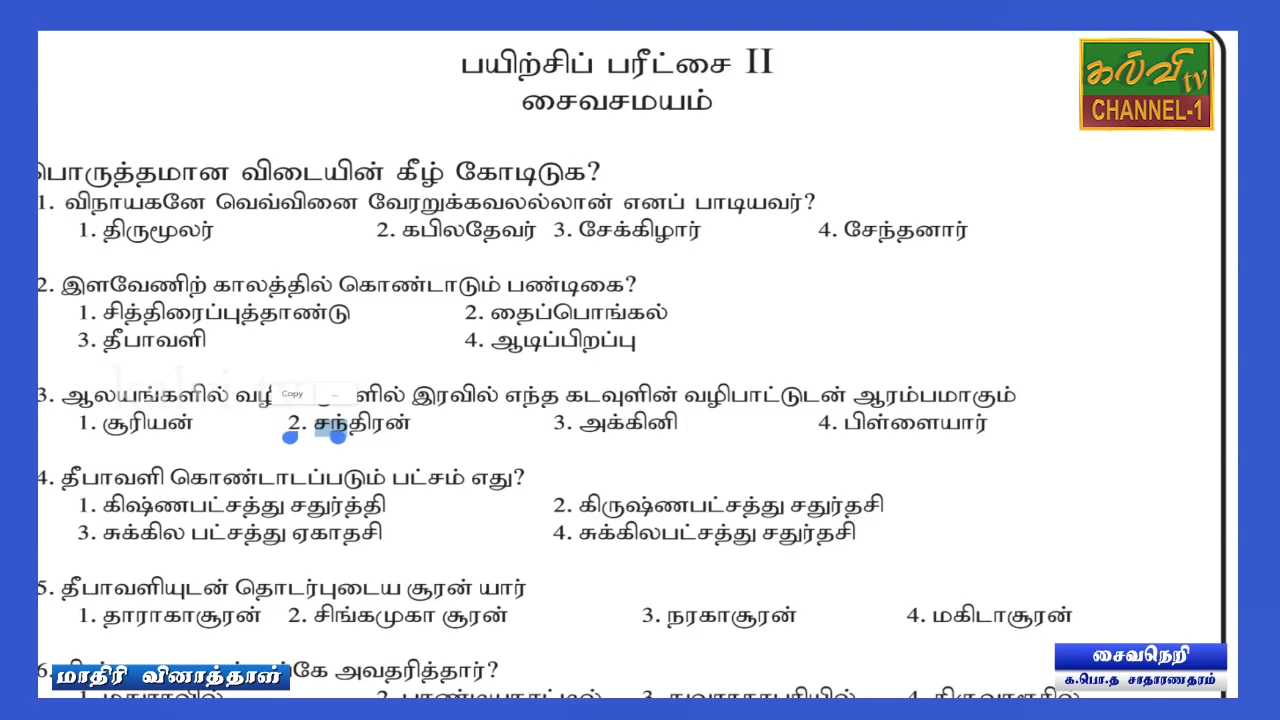 பயிற்சிப் பரீட்சை II
சைவசமயம்
கல்வி tv
CHANNEL-1
பொருத்தமான விடையின் கீழ் கோடிடுக?
1. விநாயகனே வெவ்வினை வேரறுக்கவலல்லான் எனப் பாடியவர்?
1. திருமூலர் 2. கபிலதேவர் 3. சேக்கிழார் 4. சேந்தனார்
2. இளவேணிற் காலத்தில் கொண்டாடும் பண்டிகை?
1. சித்திரைப்புத்தாண்டு 2. தைப்பொங்கல்
3. தீபாவளி 4. ஆடிப்பிறப்பு
3. ஆலயங்களில் இரவில் எந்த கடவுளின் வழிபாட்டுடன் ஆரம்பமாகும்
Copy
1. சூரியன் 2. சந்திரன் 3. அக்கினி 4. பிள்ளையார்
4. தீபாவளி கொண்டாடப்படும் பட்சம் எது?
1. கிஷ்ணபட்சத்து சதுர்த்தி 2. கிருஷ்ணபட்சத்து சதுர்தசி
3. சுக்கில பட்சத்து ஏகாதசி 4. சுக்கிலபட்சத்து சதுர்தசி
5. தீபாவளியுடன் தொடர்புடைய சூரன் யார்
1. தாராகாசூரன் 2. சிங்கமுகா சூரன் 3. நரகாசூரன் 4. மகிடாசூரன்
6. அவதரித்தார்?
மாதிரி வினாத்தாள்
சைவநெறி
க.பொ.த சாதாரணதரம்